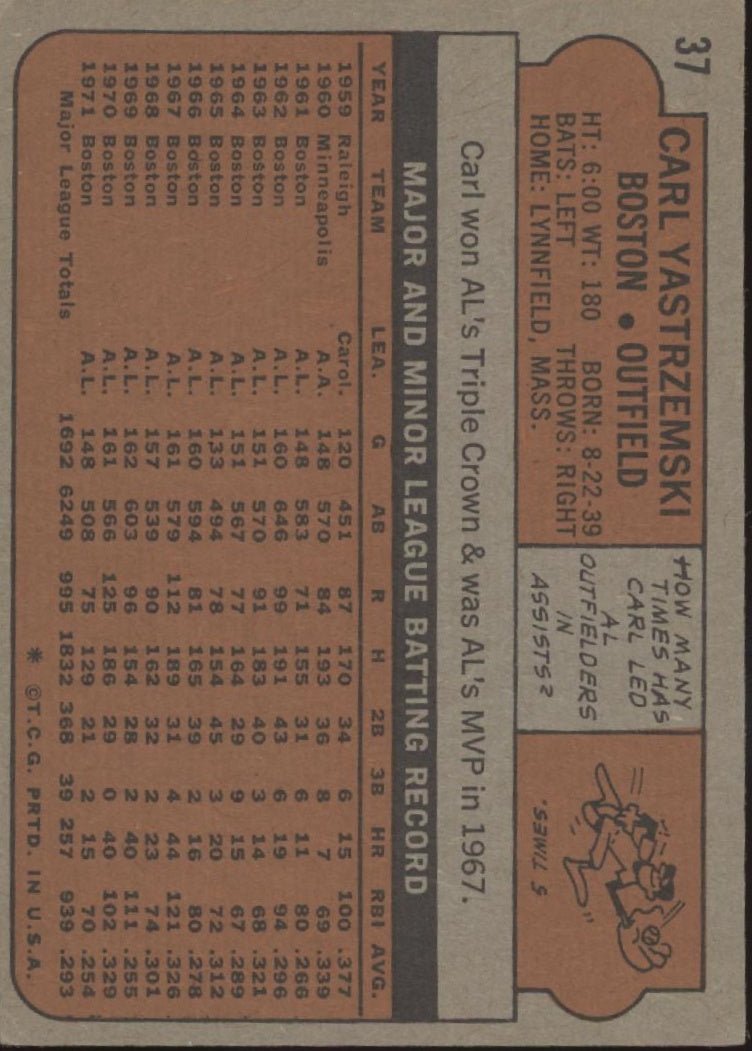 37
CARL YASTRZEMSKI
BOSTON • OUTFIELD
HT: 6:00 WT: 180 BORN: 8-22-39
BATS: LEFT THROWS: RIGHT
HOME: LYNNFIELD, MASS.
HOW MANY
TIMES HAS
CARL LED
AL
OUTFIELDERS
IN
ASSISTS?
5 TIMES.
Carl won AL's Triple Crown & was AL's MVP in 1967.
MAJOR AND MINOR LEAGUE BATTING RECORD
YEAR TEAM LEA. G AB R H 2B 3B HR RBI AVG.
1959 Raleigh Carol. 120 451 87 170 34 6 15 100 .377
1960 Minneapolis A.A. 148 570 84 193 36 8 7 69 .339
1961 Boston A.L. 148 583 71 155 31 6 11 80 .266
1962 Boston A.L. 160 646 99 191 43 6 19 94 .296
1963 Boston A.L. 151 570 91 183 40 3 14 68 .321
1964 Boston A.L. 151 567 77 164 29 9 15 67 .289
1965 Boston A.L. 133 494 78 154 45 3 20 72 .312
1966 Boston A.L. 160 594 81 165 39 2 16 80 .278
1967 Boston A.L. 161 579 112 189 31 4 44 121 .326
1968 Boston A.L. 157 539 90 162 32 2 23 74 .301
1969 Boston A.L. 162 603 96 154 28 2 40 111 .255
1970 Boston A.L. 161 566 125 186 29 0 40 102 .329
1971 Boston A.L. 148 508 75 129 21 2 15 70 .254
Major League Totals 1692 6249 995 1832 368 39 257 939 .293
* ©T.C.G. PRTD. IN U.S.A.